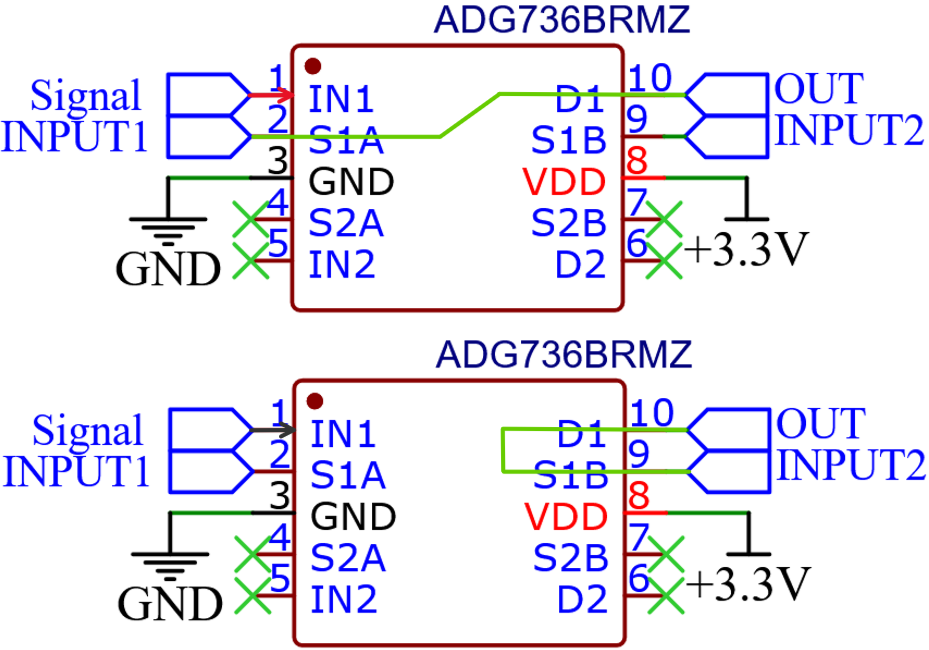 ADG736BRMZ
Signal 1 IN1 D1 10 OUT
INPUT1 2 S1A S1B 9 INPUT2
3 GND VDD 8
4 S2A S2B 7
GND 5 IN2 D2 6 +3.3V
ADG736BRMZ
Signal 1 IN1 D1 10 OUT
INPUT1 2 S1A S1B 9 INPUT2
3 GND VDD 8
4 S2A S2B 7
GND 5 IN2 D2 6 +3.3V